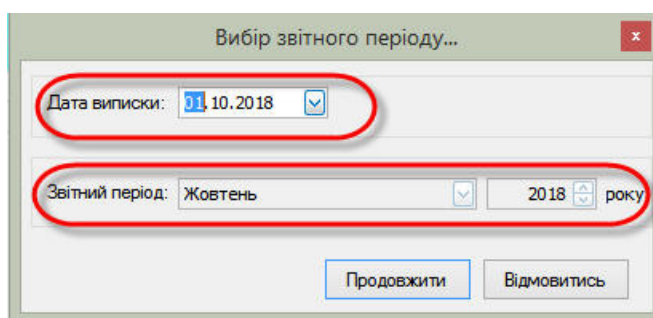 Вибір звітного періоду...
x
Дата виписки: 01.10.2018
Звітний період: Жовтень 2018 року
Продовжити Відмовитись